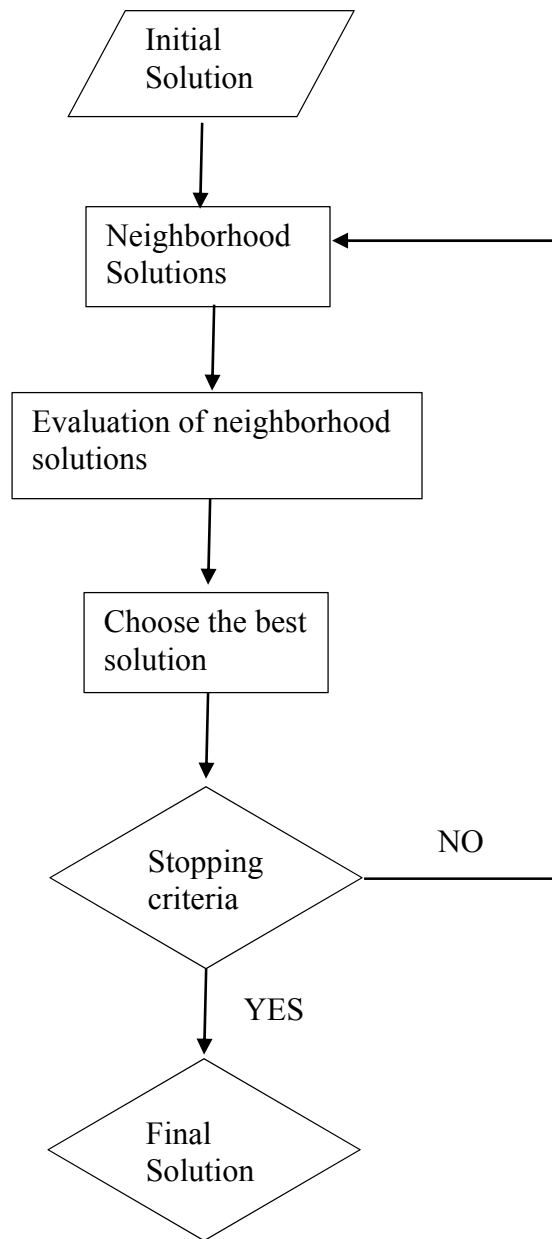 Initial
Solution
Neighborhood
Solutions
Evaluation of neighborhood
solutions
Choose the best
solution
Stopping
criteria
NO
YES
Final
Solution